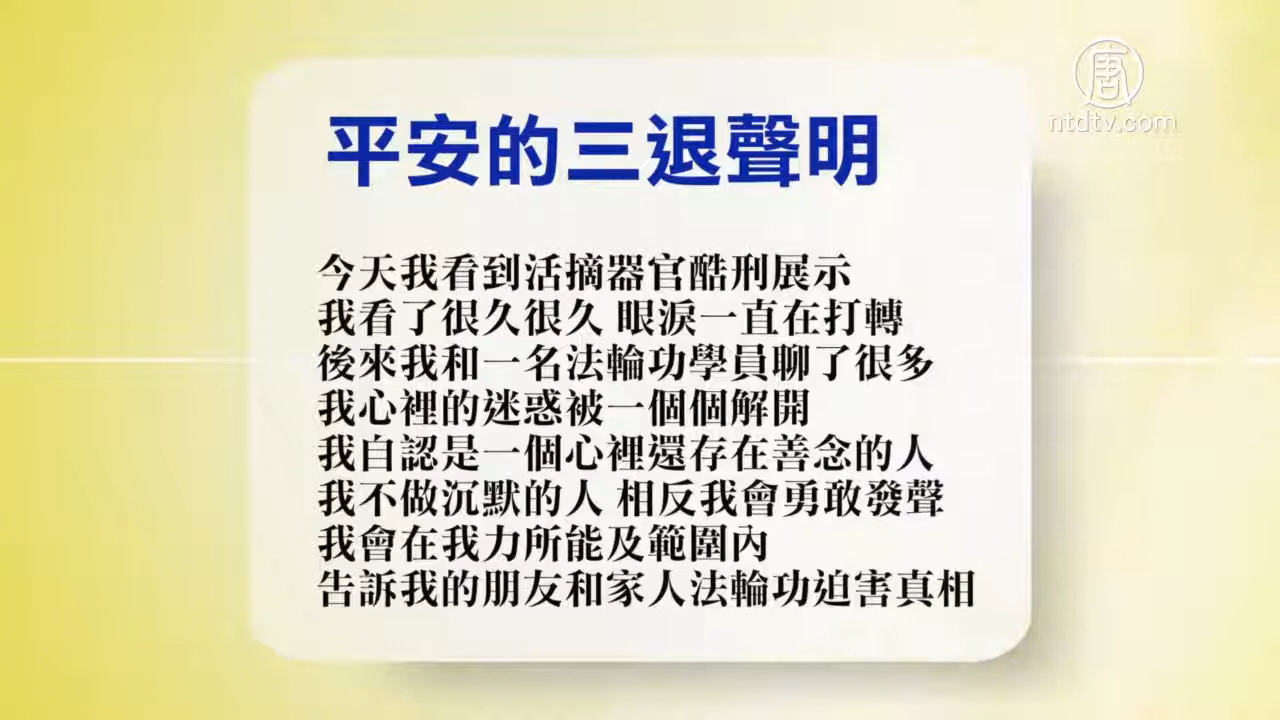 唐
ntdtv.com
平安的三退聲明
今天我看到活摘器官酷刑展示
我看了很久很久 眼淚一直在打轉
後來我和一名法輪功學員聊了很多
我心裡的迷惑被一個個解開
我自認是一個心裡還存在善念的人
我不做沉默的人 相反我會勇敢發聲
我會在我力所能及範圍內
告訴我的朋友和家人法輪功迫害真相